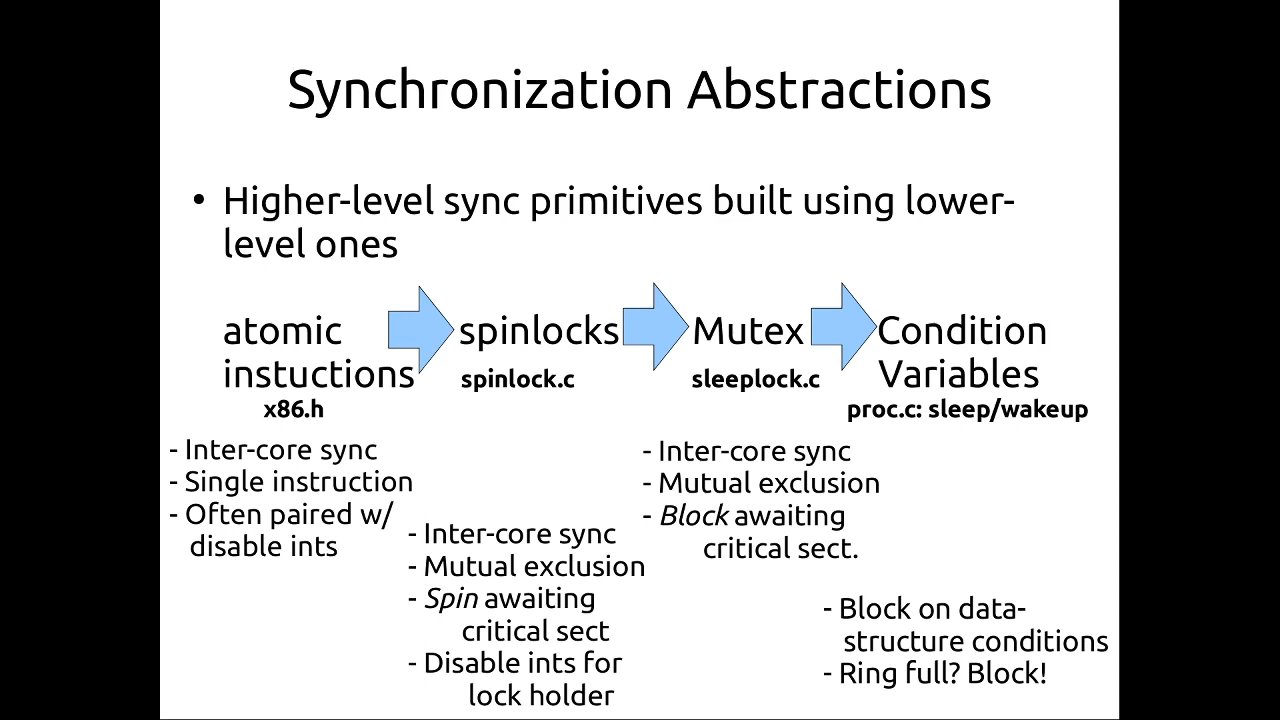 Synchronization Abstractions
• Higher-level sync primitives built using lower-
level ones
atomic
instuctions
x86.h
spinlocks
spinlock.c
Mutex
sleeplock.c
Condition
Variables
proc.c: sleep/wakeup
- Inter-core sync
- Single instruction
- Often paired w/
disable ints
- Inter-core sync
- Mutual exclusion
- Spin awaiting
critical sect
- Disable ints for
lock holder
- Inter-core sync
- Mutual exclusion
- Block awaiting
critical sect.
- Block on data-
structure conditions
- Ring full? Block!